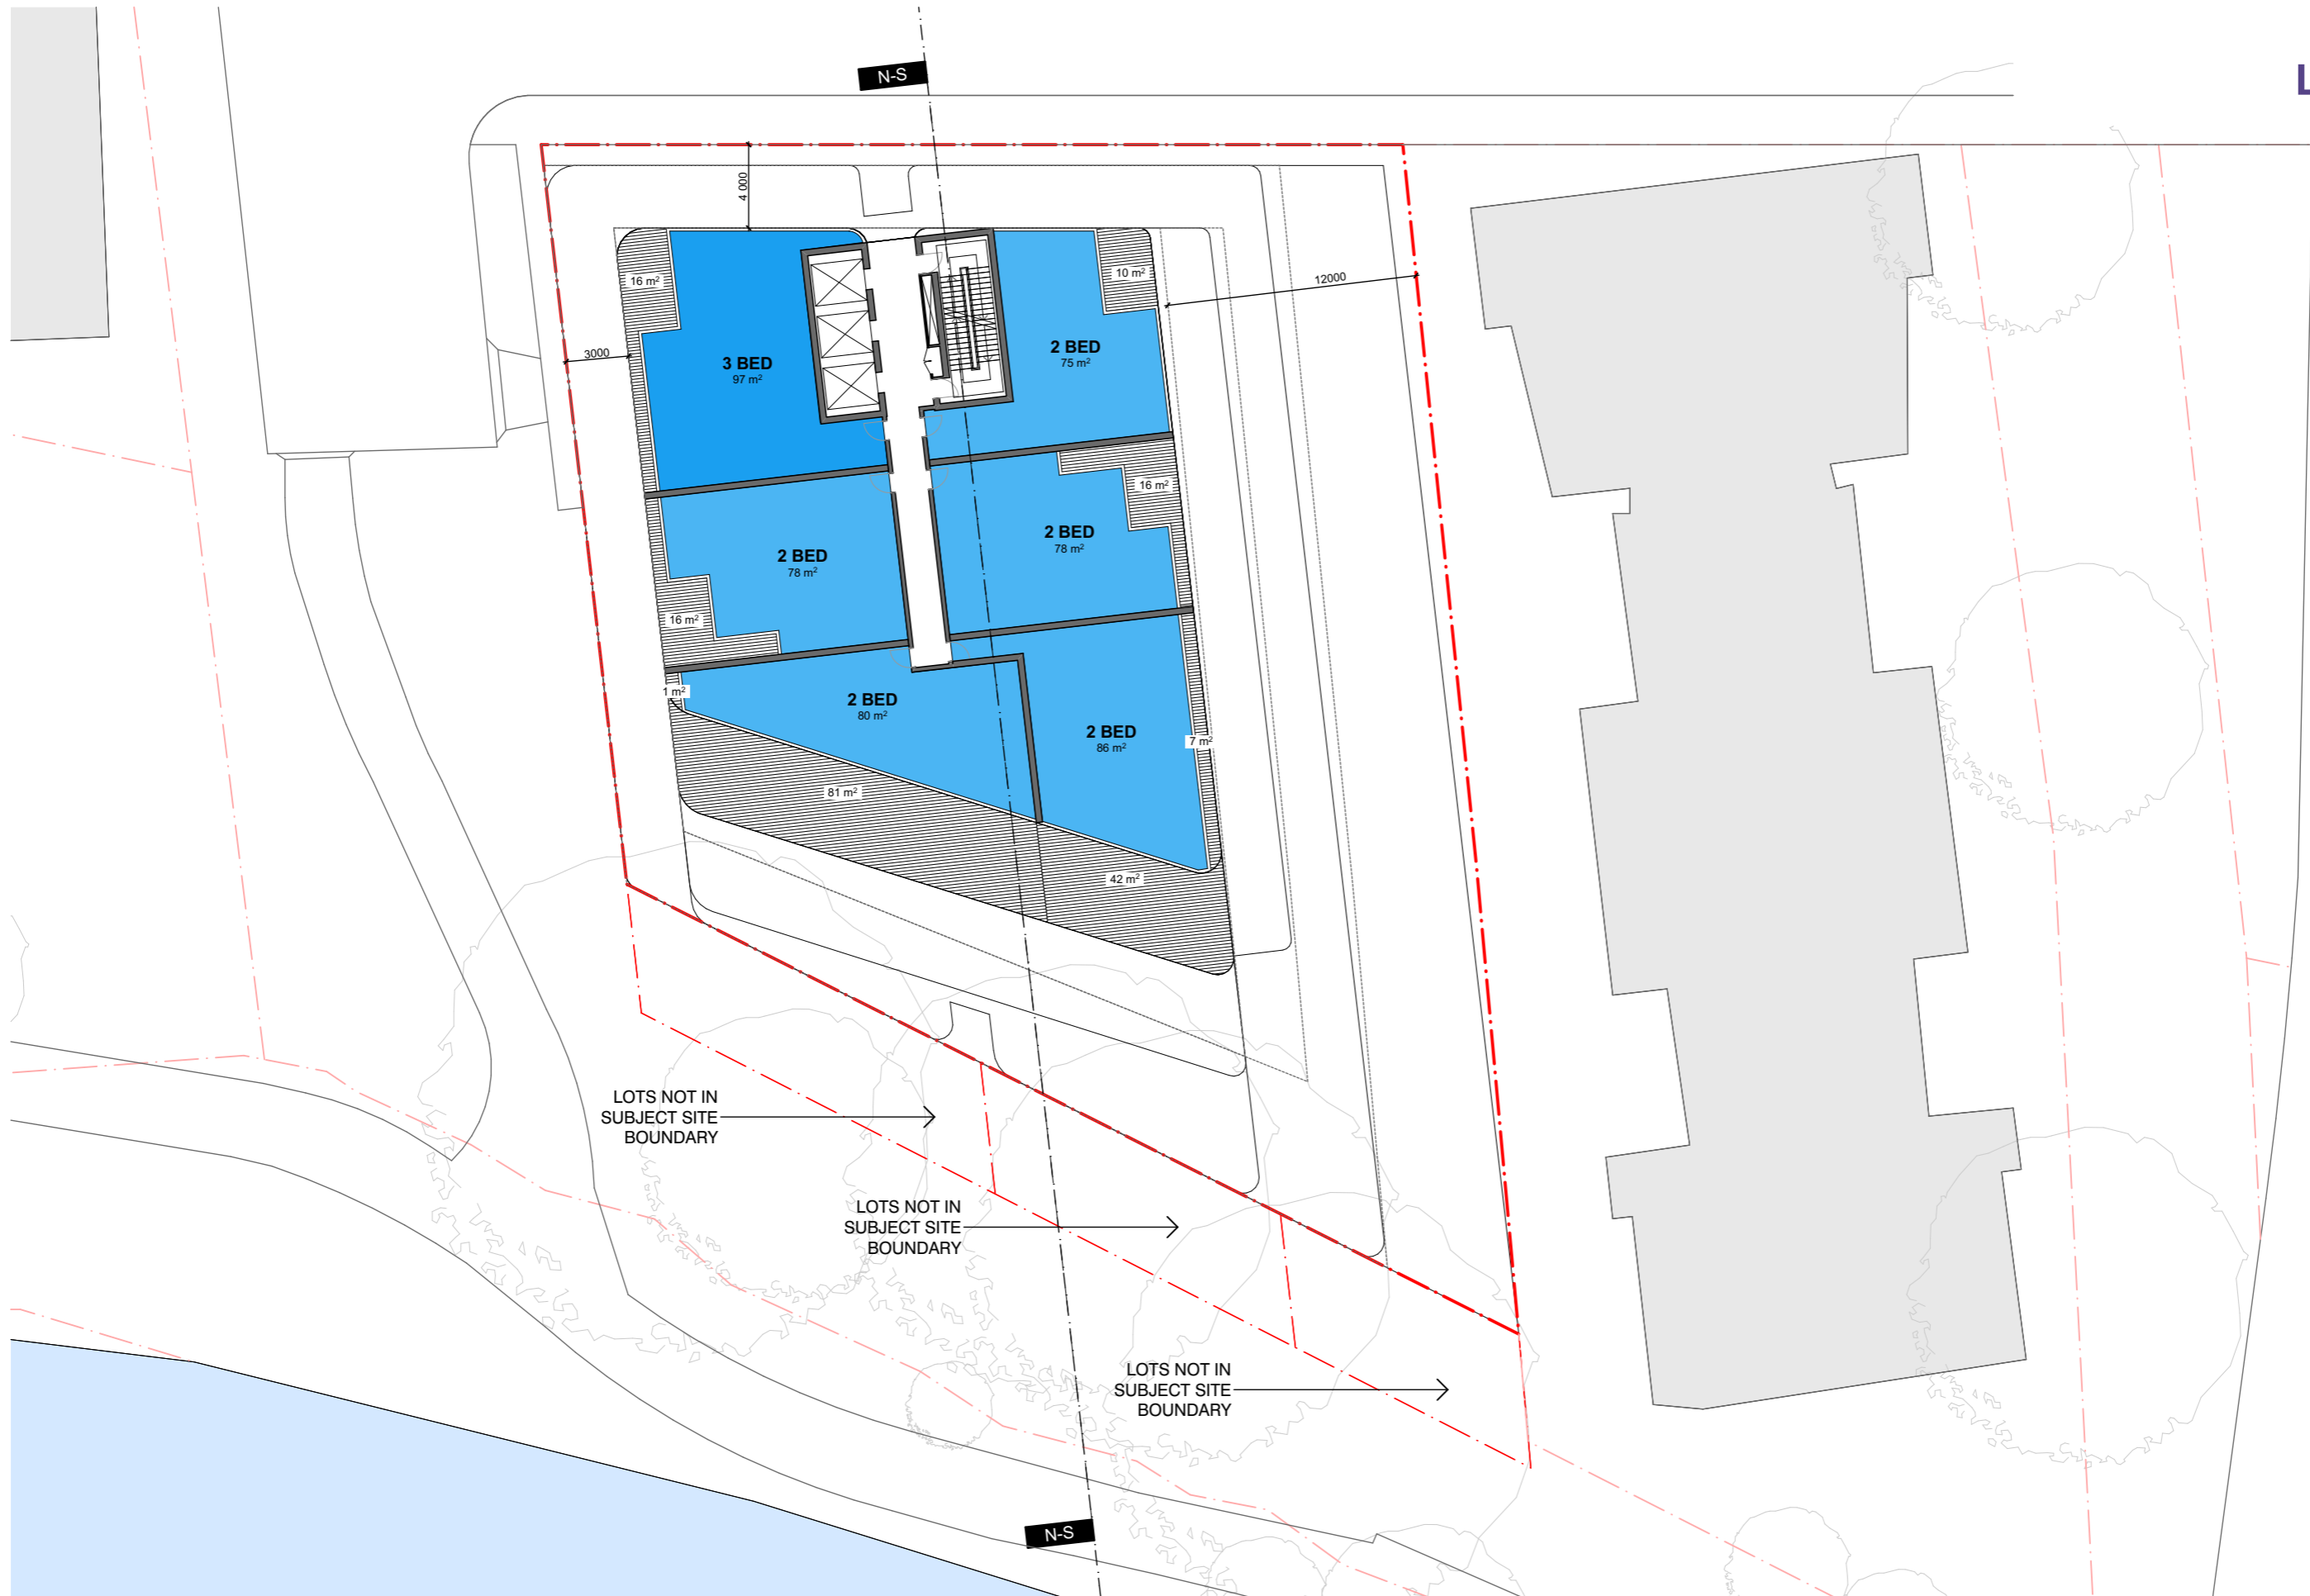 N-S
L
4 000
16 m²
10 m²
12000
3000
3 BED
97 m²
2 BED
75 m²
16 m²
2 BED
78 m²
2 BED
78 m²
16 m²
1 m²
2 BED
80 m²
2 BED
86 m²
7 m²
81 m²
42 m²
LOTS NOT IN
SUBJECT SITE
BOUNDARY
LOTS NOT IN
SUBJECT SITE
BOUNDARY
LOTS NOT IN
SUBJECT SITE
BOUNDARY
N-S